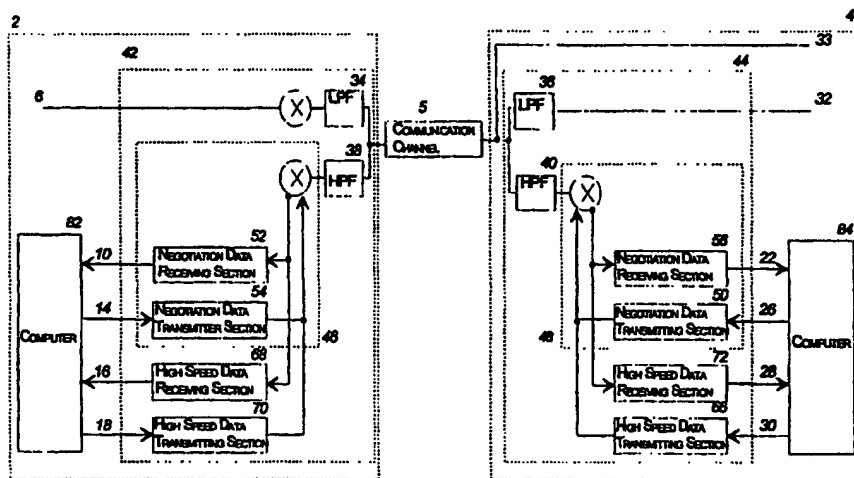 2
4
42
33
6
34
LPF
X
5
COMMUNICATION
CHANNEL
36
LPF
44
32
38
HPF
X
40
HPF
X
82
52
10
NEGOTIATION DATA
RECEIVING SECTION
54
14
NEGOTIATION DATA
TRANSMITTER SECTION
46
COMPUTER
68
16
HIGH SPEED DATA
RECEIVING SECTION
70
18
HIGH SPEED DATA
TRANSMITTING SECTION
84
56
NEGOTIATION DATA
RECEIVING SECTION
22
50
NEGOTIATION DATA
TRANSMITTING SECTION
26
48
COMPUTER
72
HIGH SPEED DATA
RECEIVING SECTION
28
66
HIGH SPEED DATA
TRANSMITTING SECTION
30